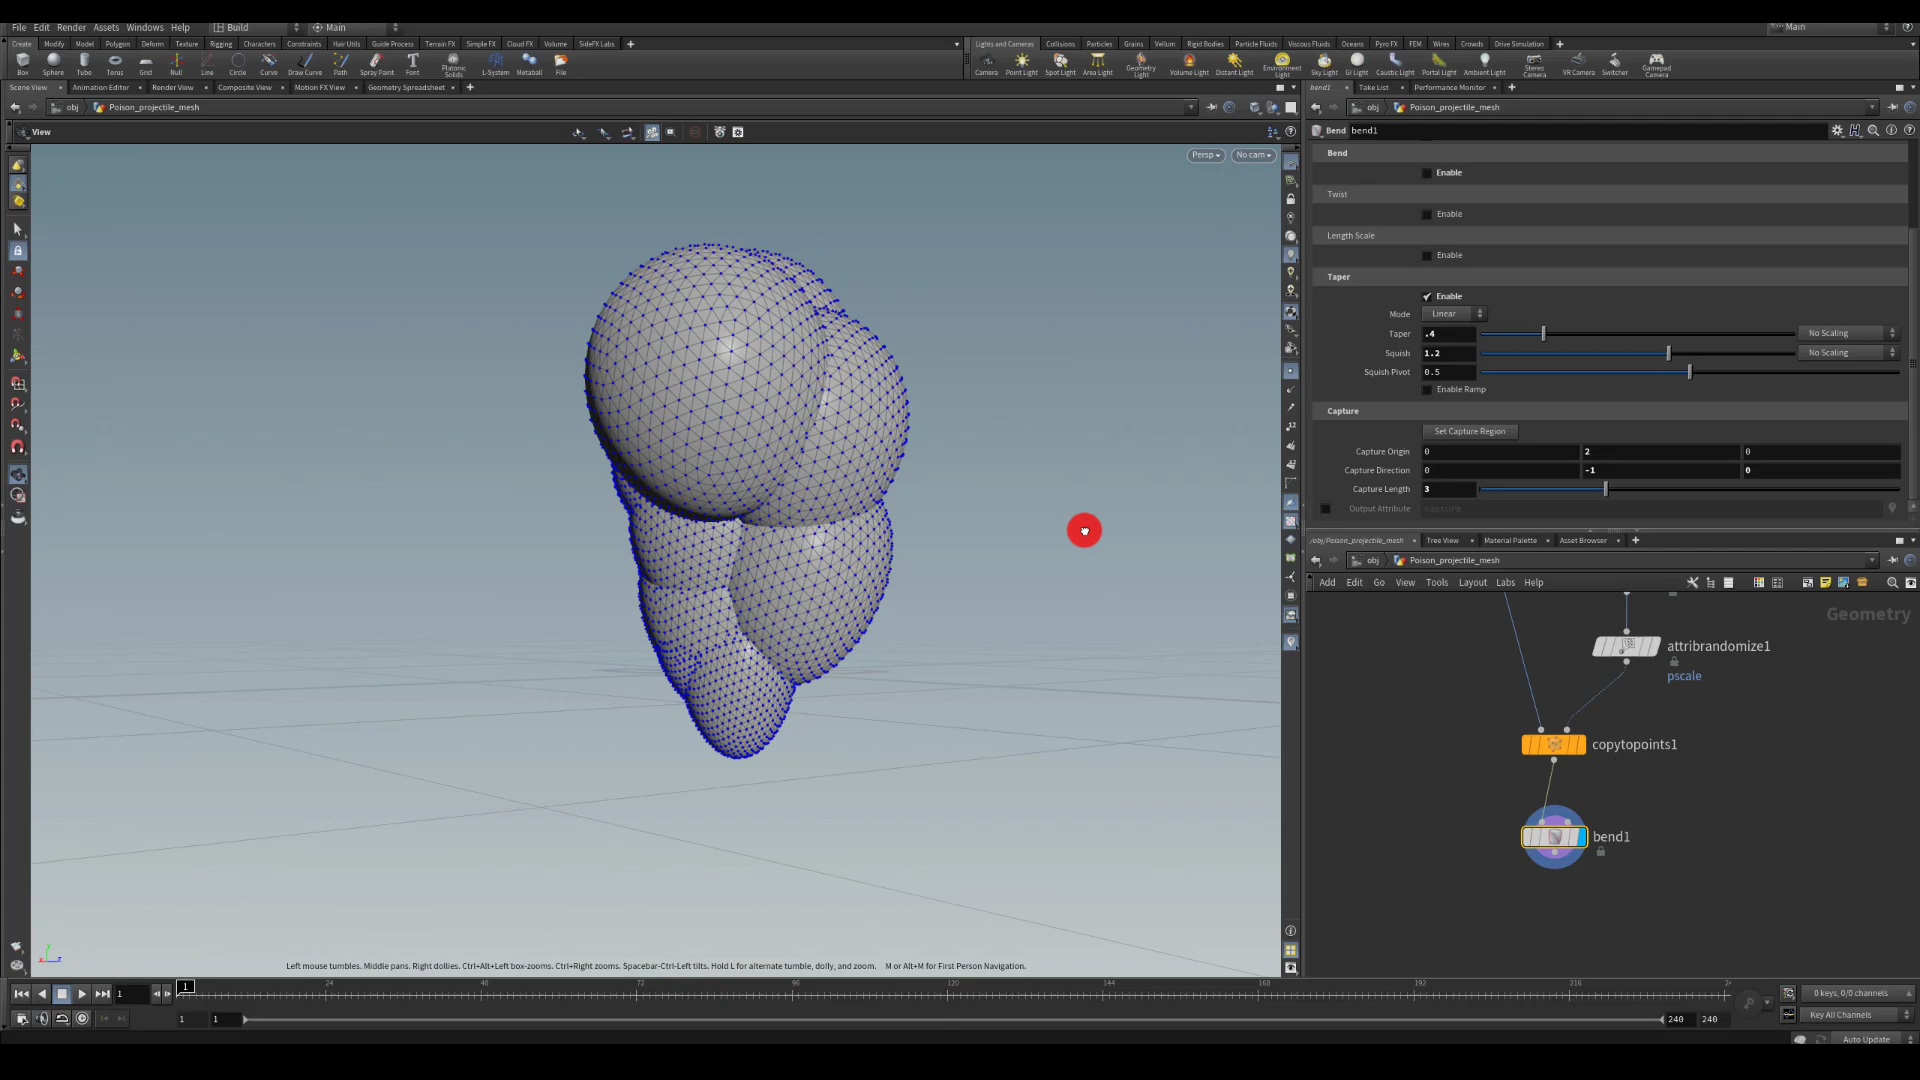 File Edit Render Assets Windows Help Build Main Main
Create Modify Model Polygon Deform Texture Rigging Characters Constraints Hair Utils Guide Process Terrain FX Simple FX Cloud FX Volume SideFX Labs
Lights and Cameras Collisions Particles Grains Vellum Rigid Bodies Particle Fluids Viscous Fluids Oceans Pyro FX FEM Wires Crowds Drive Simulation
Box Sphere Tube Torus Grid Null Line Circle Curve Draw Curve Path Spray Paint Font Platonic Solids L-System Metaball File
Camera Point Light Spot Light Area Light Geometry Light Volume Light Distant Light Environment Light Sky Light GI Light Caustic Light Portal Light Ambient Light Stereo Camera VR Camera Switcher Gamepad Camera
Scene View Animation Editor Render View Composite View Motion FX View Geometry Spreadsheet
bend1 Take List Performance Monitor
obj Poison_projectile_mesh
obj Poison_projectile_mesh
View
Persp No cam
Bend bend1
Bend
Enable
Twist
Enable
Length Scale
Enable
Taper
Enable
Mode Linear
Taper .4 No Scaling
Squish 1.2 No Scaling
Squish Pivot 0.5
Enable Ramp
Capture
Set Capture Region
Capture Origin 0 2 0
Capture Direction 0 -1 0
Capture Length 3
Output Attribute capture
/obj/Poison_projectile_mesh Tree View Material Palette Asset Browser
obj Poison_projectile_mesh
Add Edit Go View Tools Layout Labs Help
Geometry
attribrandomize1
pscale
copytopoints1
bend1
Left mouse tumbles. Middle pans. Right dollies. Ctrl+Alt+Left box-zooms. Ctrl+Right zooms. Spacebar-Ctrl-Left tilts. Hold L for alternate tumble, dolly, and zoom. M or Alt+M for First Person Navigation.
1 1 24 48 72 96 120 144 168 192 216
0 keys, 0/0 channels
1 1 240 240
Key All Channels
Auto Update